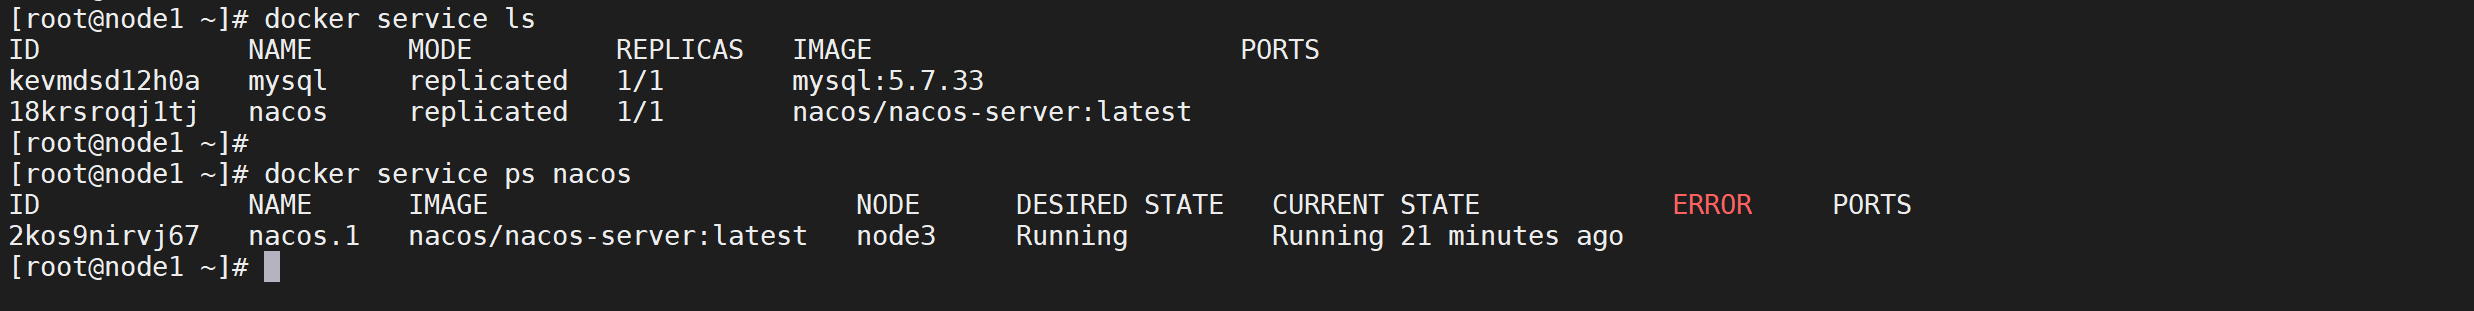 [root@node1 ~]# docker service ls
ID             NAME      MODE         REPLICAS   IMAGE                       PORTS
kevmdsd12h0a   mysql     replicated   1/1        mysql:5.7.33
18krsroqj1tj   nacos     replicated   1/1        nacos/nacos-server:latest
[root@node1 ~]#
[root@node1 ~]# docker service ps nacos
ID             NAME      IMAGE                       NODE      DESIRED STATE   CURRENT STATE            ERROR     PORTS
2kos9nirvj67   nacos.1   nacos/nacos-server:latest   node3     Running         Running 21 minutes ago
[root@node1 ~]#